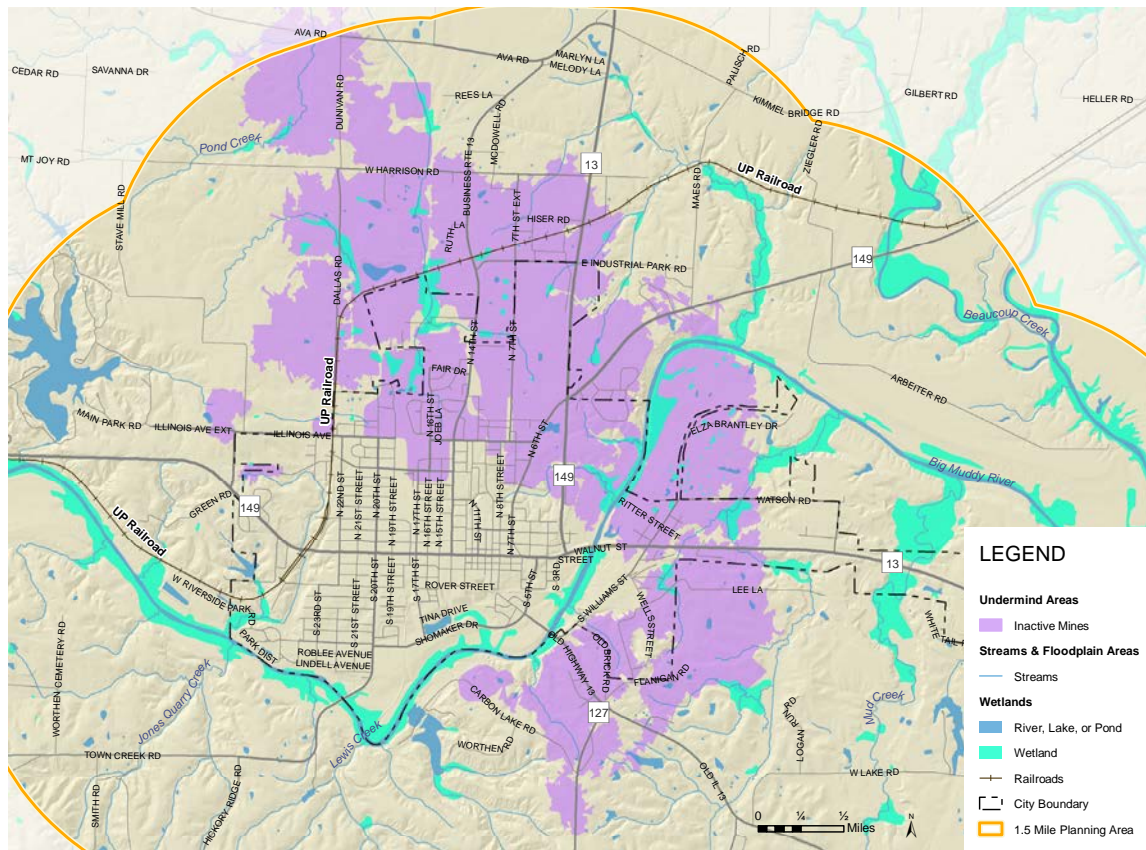 AVA RD
MARLYN LA
AVA RD
MELODY LA
PAUSCH RD
CEDAR RD
SAVANNA DR
REES LA
DUNIVAN RD
MCDOWELL RD
KIMMEL BRIDGE RD
GILBERT RD
HELLER RD
Pond Creek
ZIEGLER RD
MT JOY RD
W HARRISON RD
13
UP Railroad
BUSINESS RTE 13
MAES RD
STAVE MILL RD
7TH ST EXT
HISER RD
RUTH LA
149
E INDUSTRIAL PARK RD
DALLAS RD
Beaucoup Creek
N 14TH ST
N 7TH ST
FAIR DR
ARBEITER RD
UP Railroad
N 16TH ST
JOEB LA
MAIN PARK RD
ILLINOIS AVE EXT
ILLINOIS AVE
ELZA BRANTLEY DR
N 6TH ST
Big Muddy River
149
N 8TH STREET
GREEN RD
149
N 22ND ST
N 21ST STREET
N 20TH ST
N 19TH STREET
N 17TH ST
N 16TH STREET
N 15TH STREET
N 11TH ST
N 7TH ST
RITTER STREET
WATSON RD
UP Railroad
WALNUT ST
STREET
S 3RD
13
W RIVERSIDE PARK
RD
PARK DIST
S 23RD ST
S 21ST STREET
S 20TH ST
S 19TH STREET
S 17TH ST
ROVER STREET
S 5TH ST
S WILLIAMS ST
WELLS STREET
LEE LA
TINA DRIVE
SHOMAKER DR
ROBLEE AVENUE
LINDELL AVENUE
OLD HIGHWAY 13
OLD BRICK RD
FLANIGAN RD
WHITE
TAIL
WORTHEN CEMETERY RD
Jones Quarry Creek
CARBON LAKE RD
127
LOGAN
RUN RD
Mud Creek
Lewis Creek
WORTHEN RD
TOWN CREEK RD
HICKORY RIDGE RD
SMITH RD
OLD IL 13
W LAKE RD
0 ¼ ½
Miles
N
LEGEND
Undermind Areas
Inactive Mines
Streams & Floodplain Areas
Streams
Wetlands
River, Lake, or Pond
Wetland
Railroads
City Boundary
1.5 Mile Planning Area